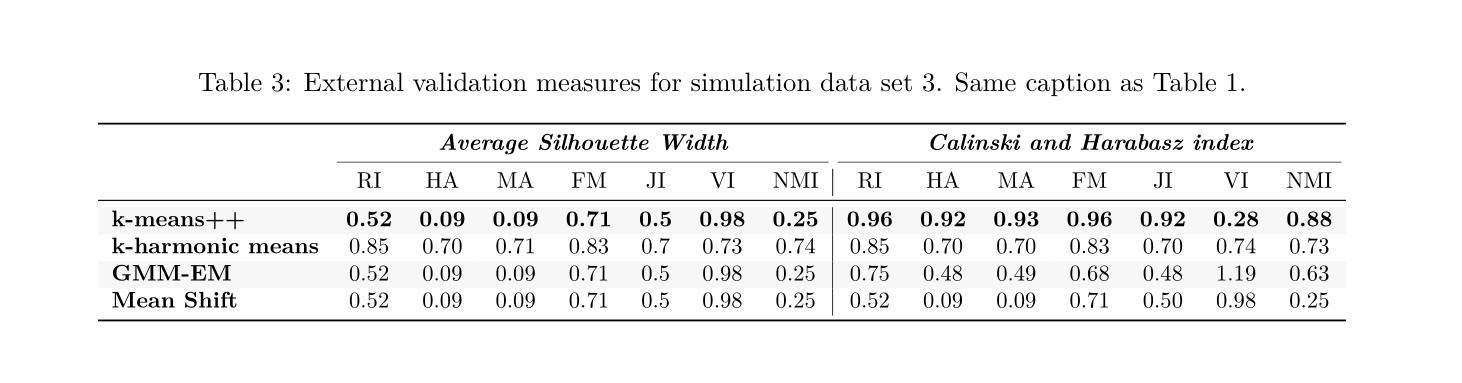 Table 3: External validation measures for simulation data set 3. Same caption as Table 1.
Average Silhouette Width Calinski and Harabasz index
RI HA MA FM JI VI NMI RI HA MA FM JI VI NMI
k-means++ 0.52 0.09 0.09 0.71 0.5 0.98 0.25 0.96 0.92 0.93 0.96 0.92 0.28 0.88
k-harmonic means 0.85 0.70 0.71 0.83 0.7 0.73 0.74 0.85 0.70 0.70 0.83 0.70 0.74 0.73
GMM-EM 0.52 0.09 0.09 0.71 0.5 0.98 0.25 0.75 0.48 0.49 0.68 0.48 1.19 0.63
Mean Shift 0.52 0.09 0.09 0.71 0.5 0.98 0.25 0.52 0.09 0.09 0.71 0.50 0.98 0.25